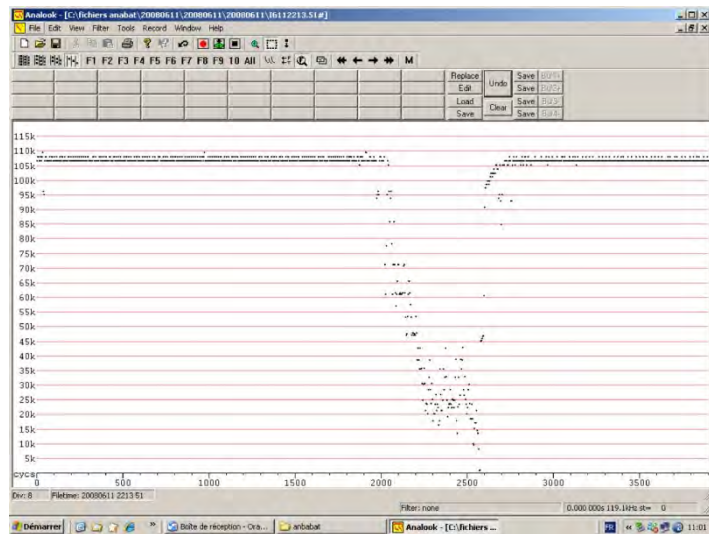 Analook - [C:\fichiers anabat\20080611\20080611\20080611\I6112213.51#]
File Edit View Filter Tools Record Window Help
F1 F2 F3 F4 F5 F6 F7 F8 F9 10 All M
Replace Undo Save
Edit Save
Load Clear Save
Save Save
115k
110k
105k
100k
95k
90k
85k
80k
75k
70k
65k
60k
55k
50k
45k
40k
35k
30k
25k
20k
15k
10k
5k
cycs
0 500 1000 1500 2000 2500 3000 3500
Div: 8 Filetime: 20080611 2213 51
Filter: none 0.000 000s 119.1kHz st= 0
Démarrer Boîte de réception - Ora... anbabat Analook - [C:\fichiers ... FR 11:01